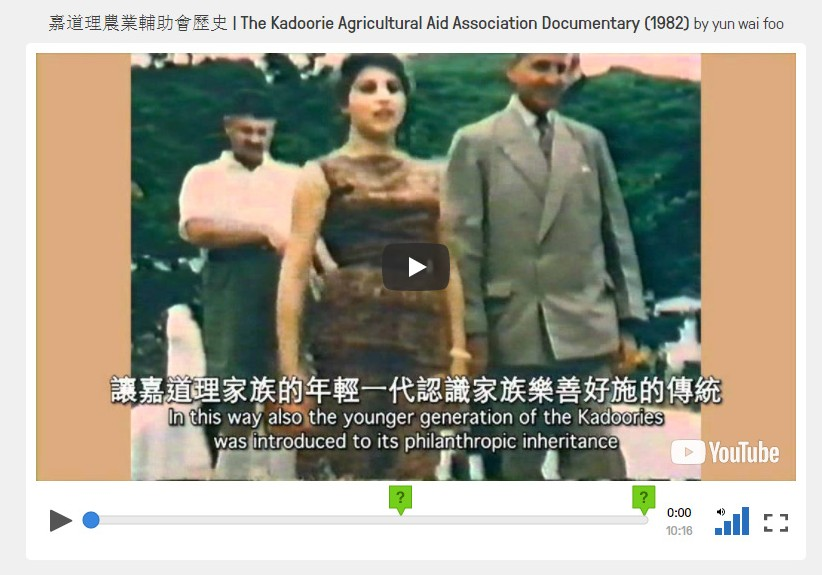 嘉道理農業輔助會歷史 | The Kadoorie Agricultural Aid Association Documentary (1982) by yun wai foo
讓嘉道理家族的年輕一代認識家族樂善好施的傳統
In this way also the younger generation of the Kadoories
was introduced to its philanthropic inheritance
YouTube
? ?
0:00
10:16